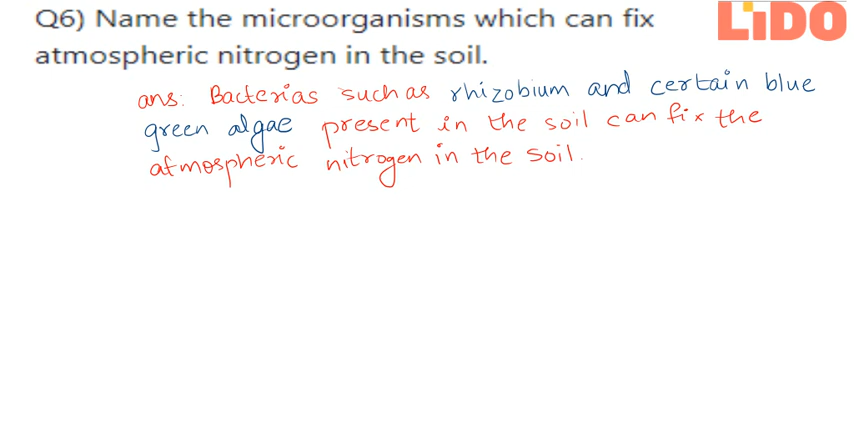 Q6) Name the microorganisms which can fix
LiDO
atmospheric nitrogen in the soil.
ans: Bacterias such as rhizobium and certain blue
green algae present in the soil can fix the
atmospheric nitrogen in the soil.